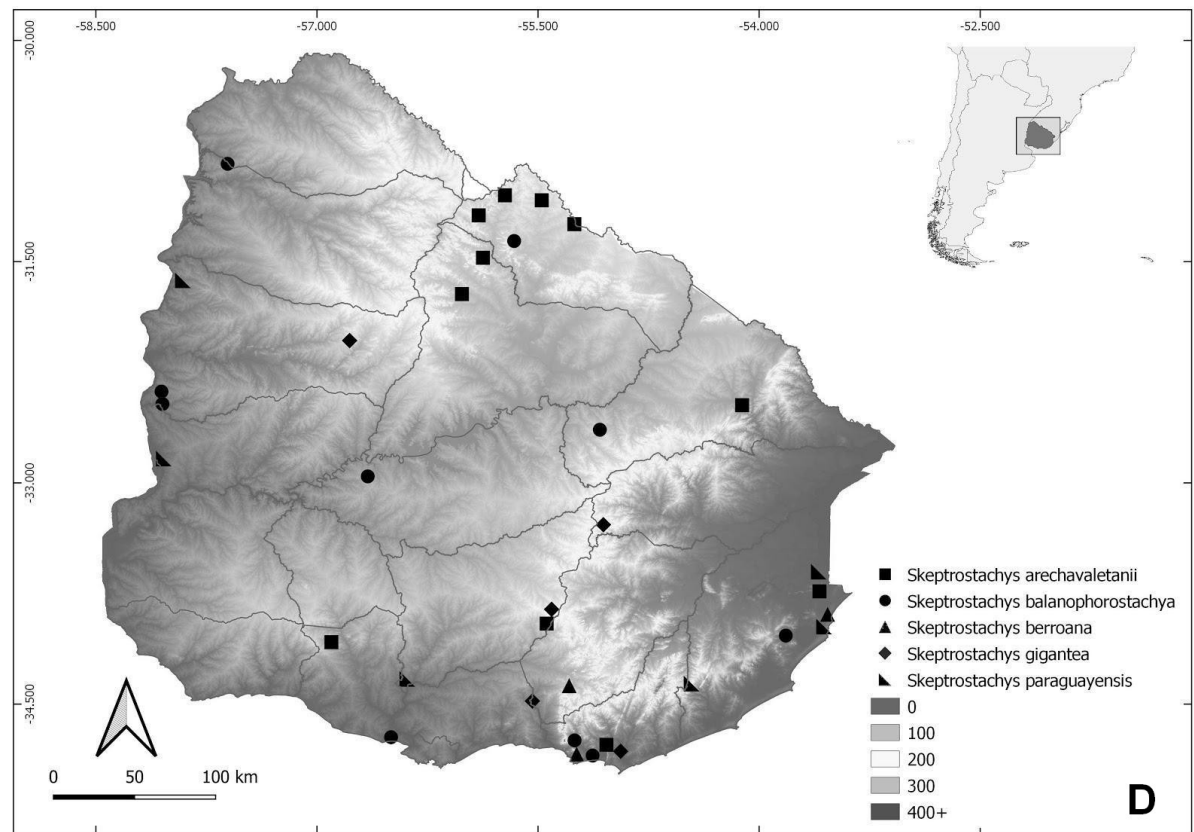 -58.500 -57.000 -55.500 -54.000 -52.500
-30.000
-31.500
-33.000
-34.500
Skeptrostachys arechavaletanii
Skeptrostachys balanophorostachya
Skeptrostachys berroana
Skeptrostachys gigantea
Skeptrostachys paraguayensis
0
100
200
300
400+
0 50 100 km
D